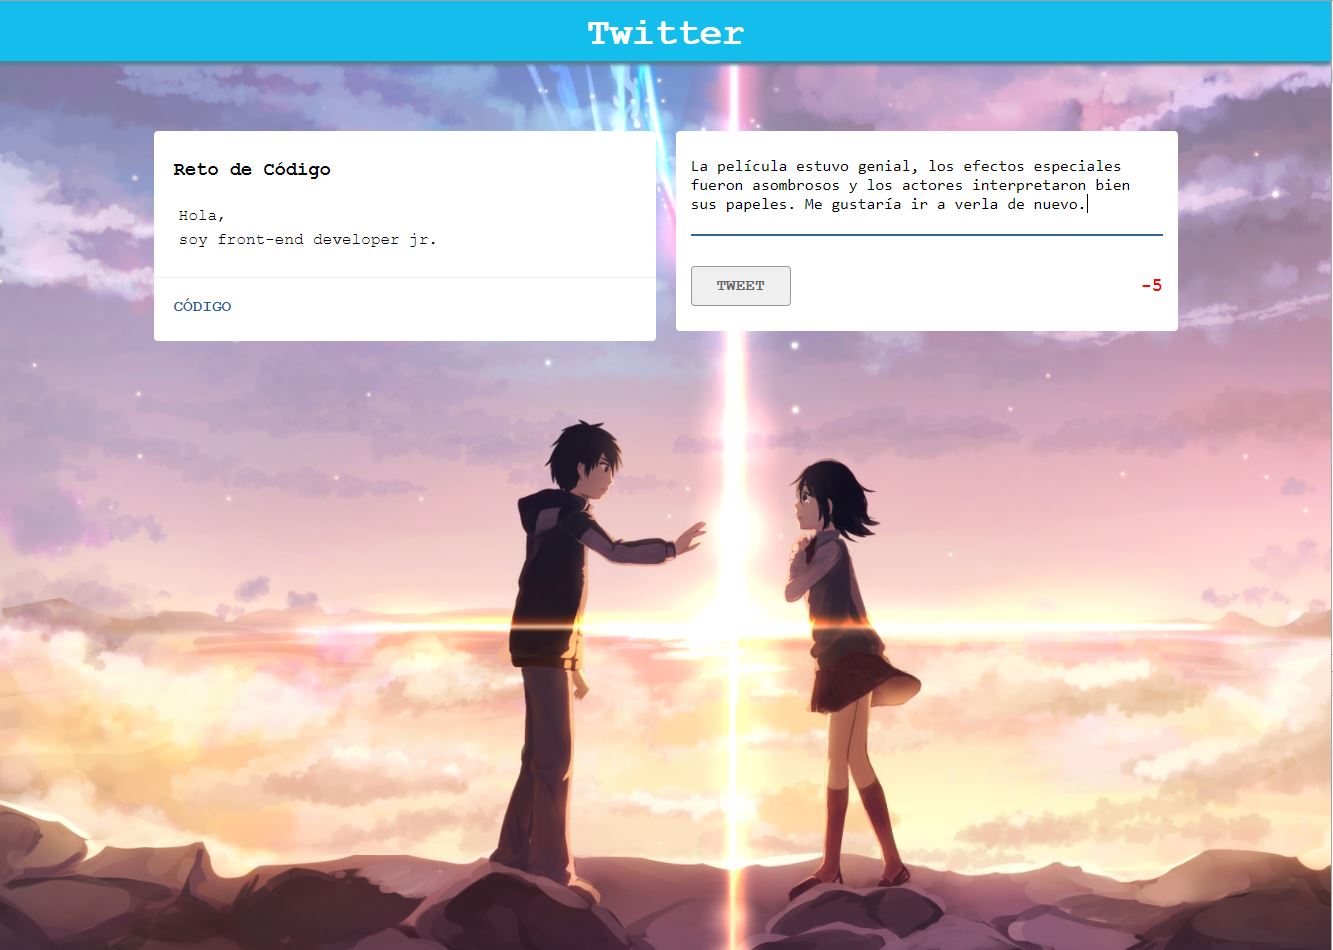 Twitter
Reto de Código
Hola,
soy front-end developer jr.
CÓDIGO
La película estuvo genial, los efectos especiales
fueron asombrosos y los actores interpretaron bien
sus papeles. Me gustaría ir a verla de nuevo.
TWEET
-5